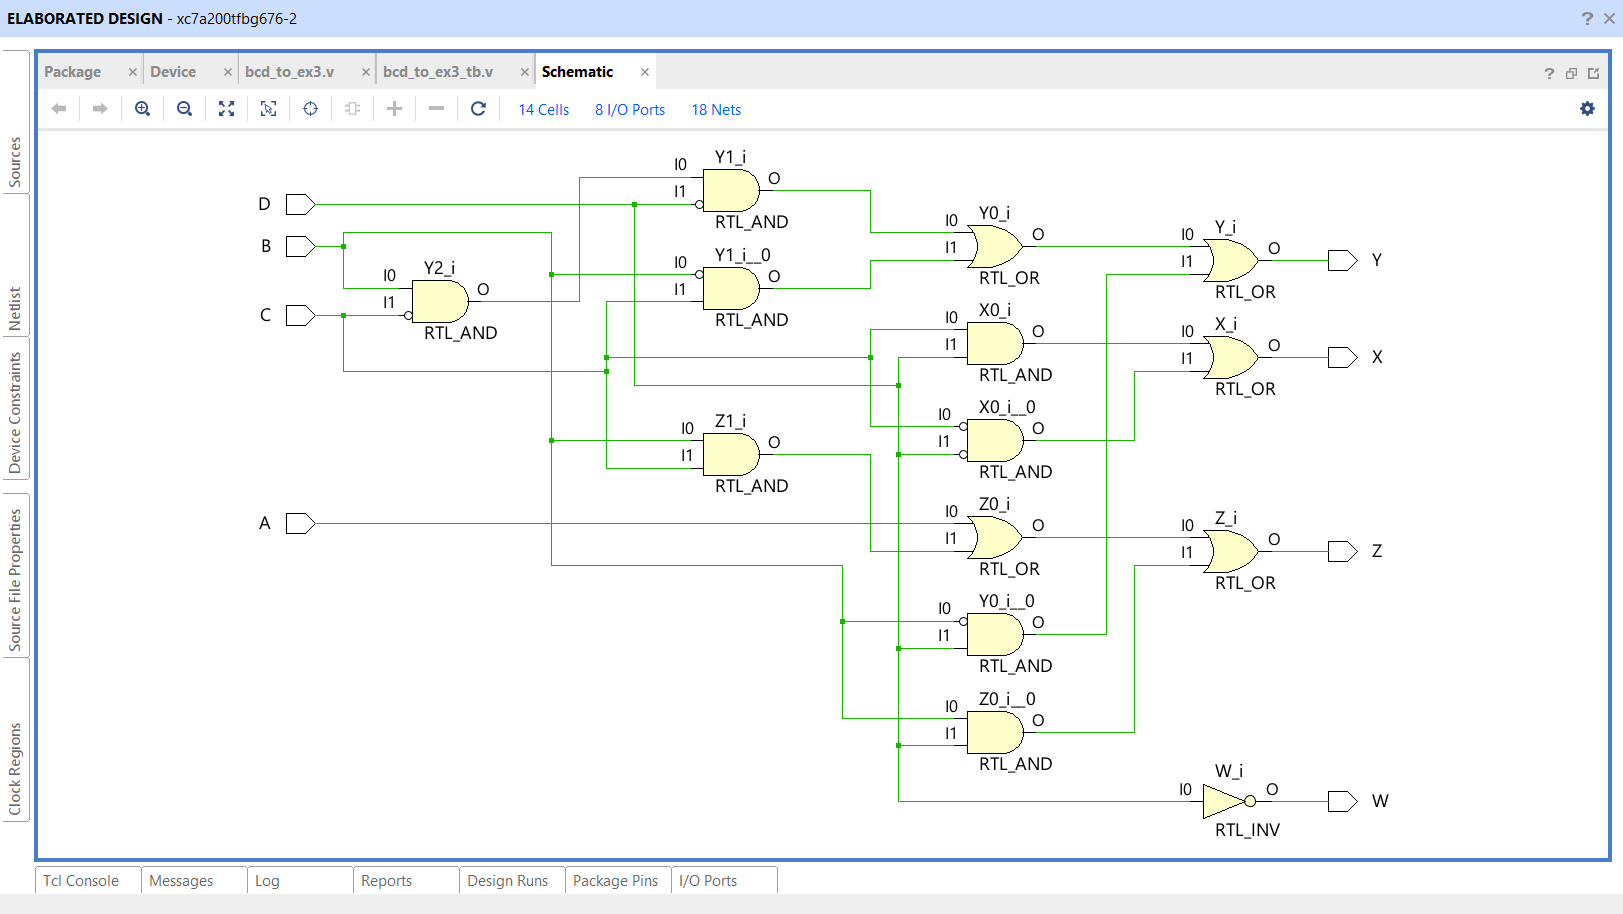 ELABORATED DESIGN - xc7a200tfbg676-2
?
Sources
Netlist
Device Constraints
Source File Properties
Clock Regions
Package
Device
bcd_to_ex3.v
bcd_to_ex3_tb.v
Schematic
?
14 Cells
8 I/O Ports
18 Nets
D
B
C
A
Y2_i
I0
I1
O
RTL_AND
Y1_i
I0
I1
O
RTL_AND
Y1_i__0
I0
I1
O
RTL_AND
Z1_i
I0
I1
O
RTL_AND
Y0_i
I0
I1
O
RTL_OR
X0_i
I0
I1
O
RTL_AND
X0_i__0
I0
I1
O
RTL_AND
Z0_i
I0
I1
O
RTL_OR
Y0_i__0
I0
I1
O
RTL_AND
Z0_i__0
I0
I1
O
RTL_AND
Y_i
I0
I1
O
RTL_OR
Y
X_i
I0
I1
O
RTL_OR
X
Z_i
I0
I1
O
RTL_OR
Z
W_i
I0
O
RTL_INV
W
Tcl Console
Messages
Log
Reports
Design Runs
Package Pins
I/O Ports